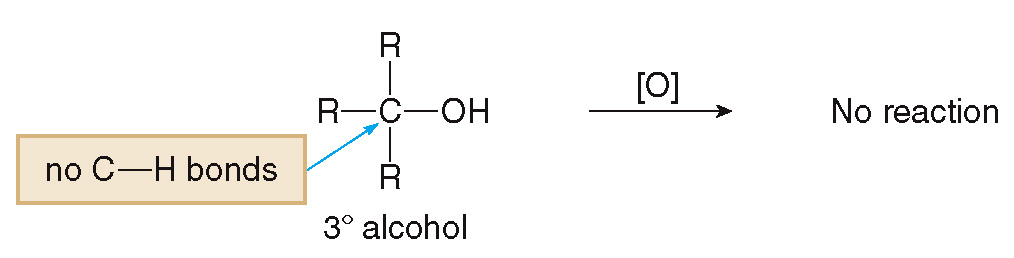 R
R—C—OH
[O]
No reaction
no C—H bonds
R
3° alcohol